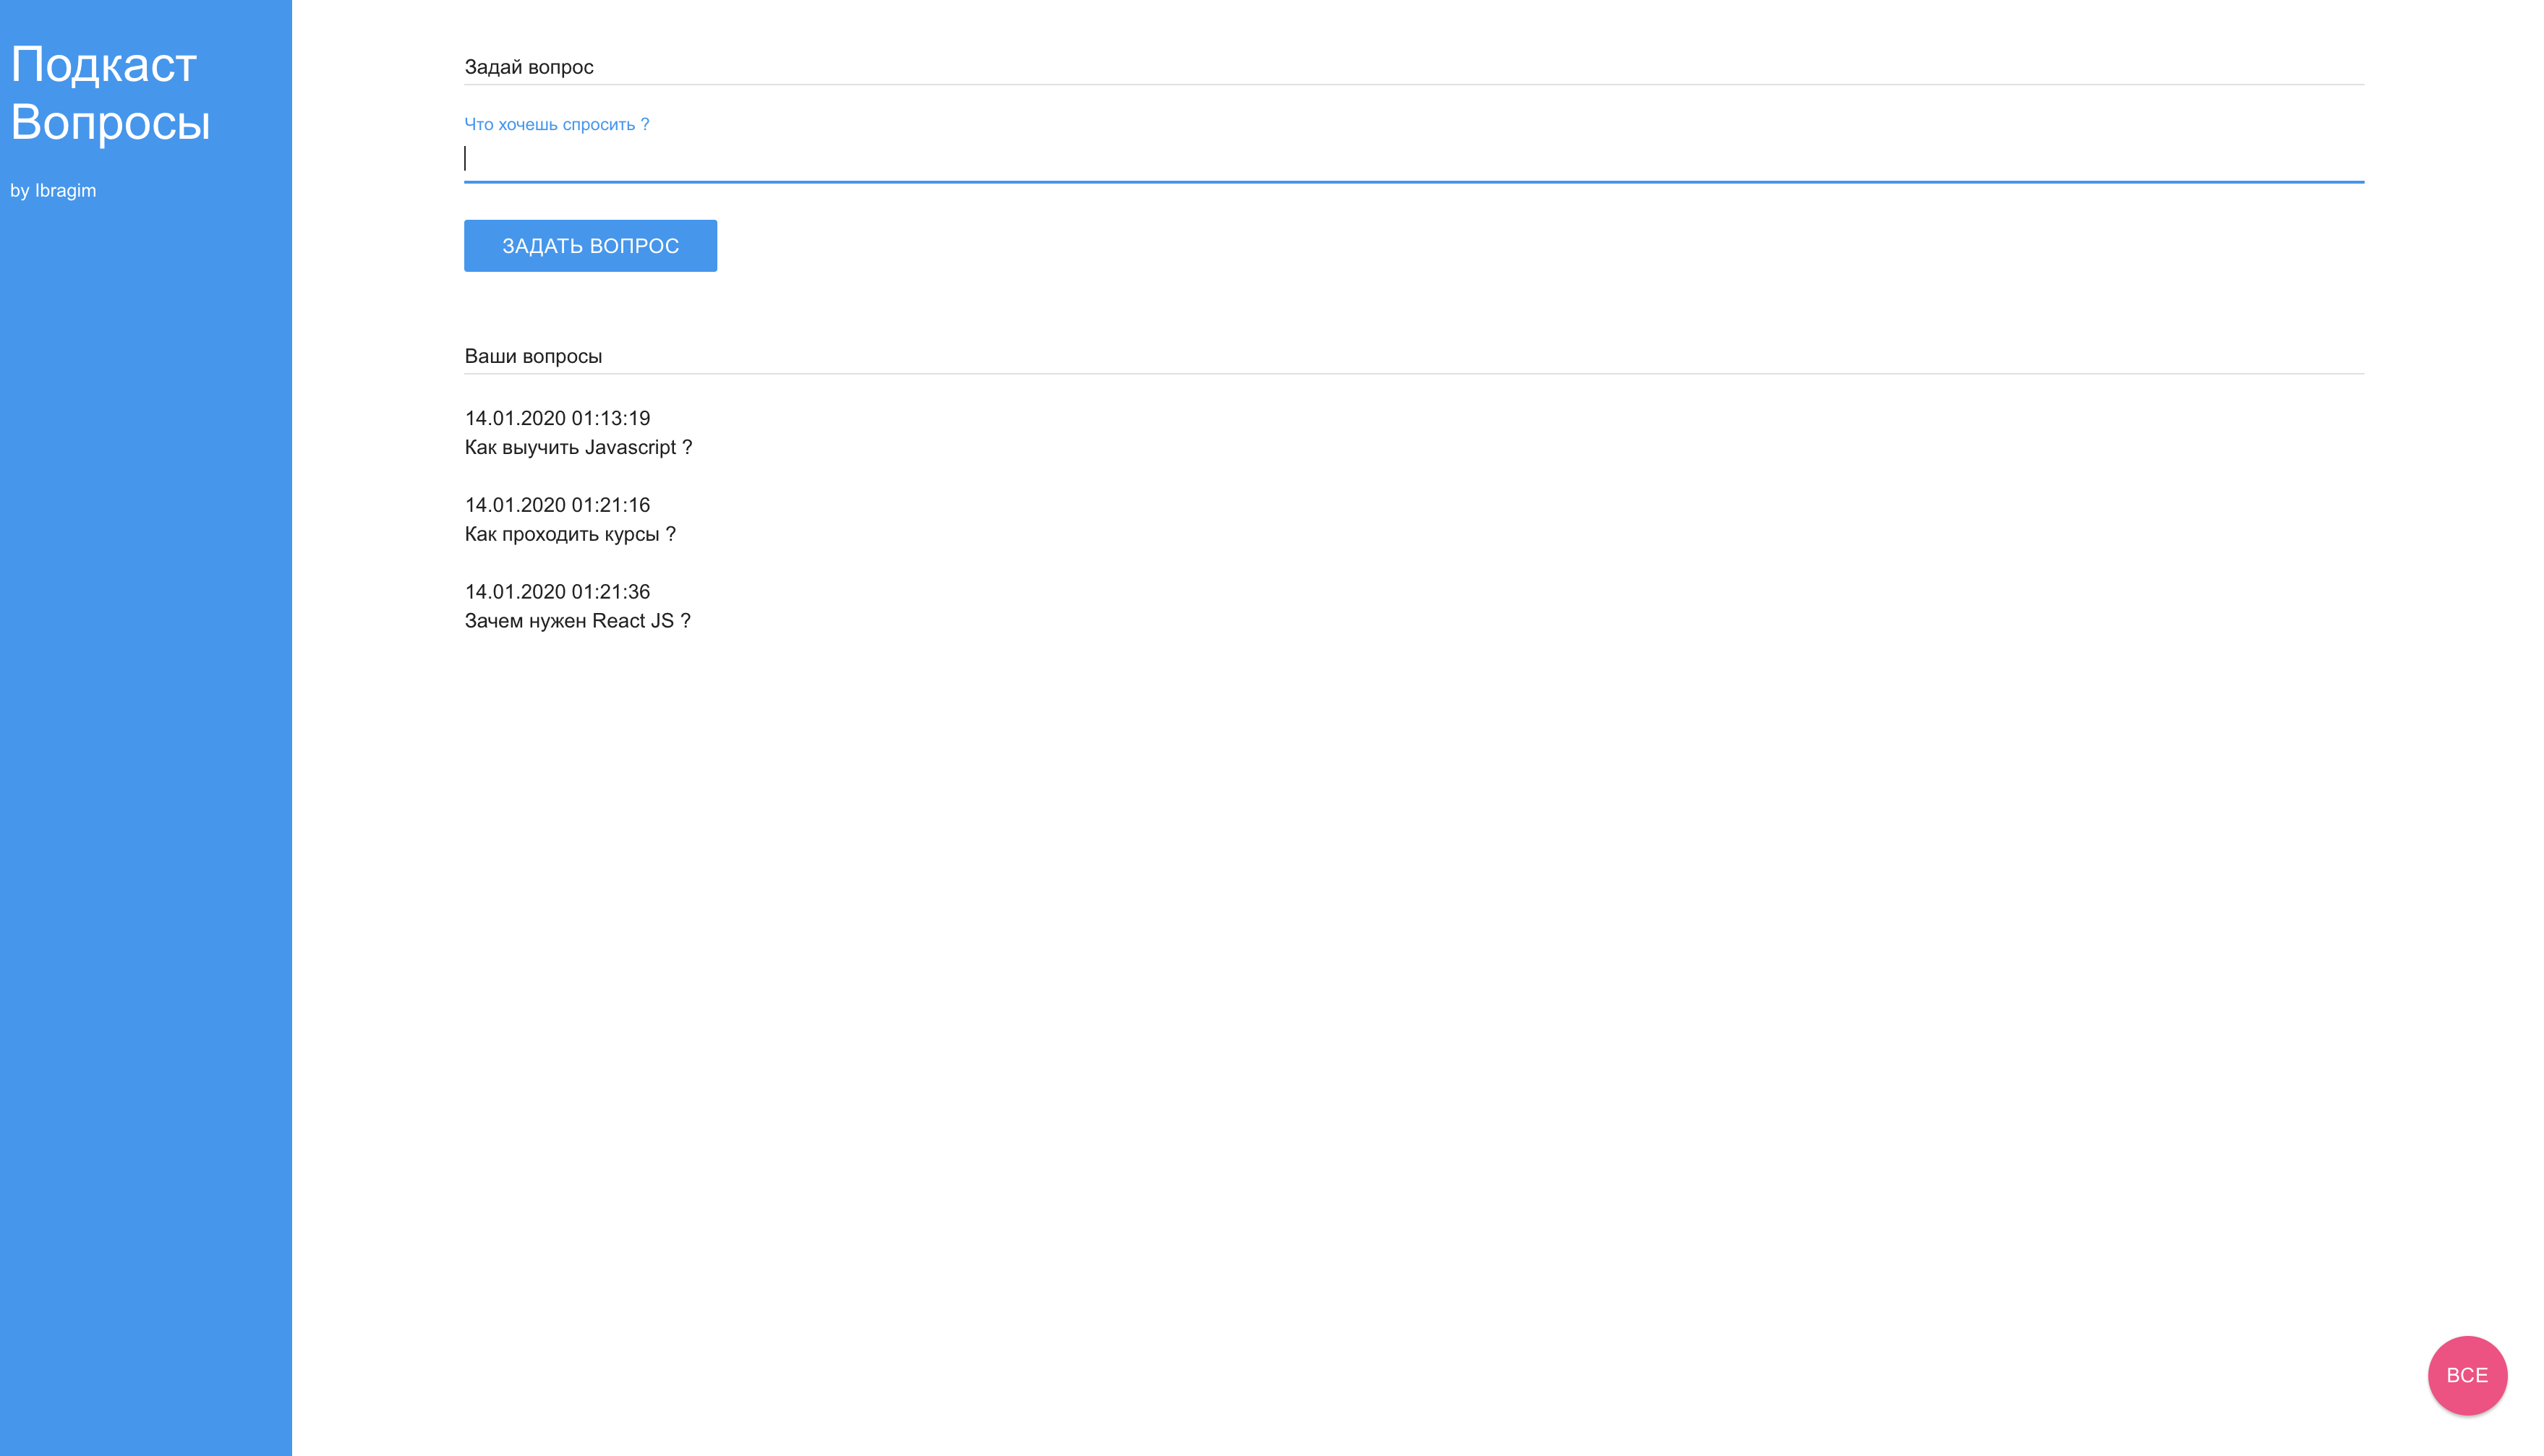 Подкаст
Вопросы
by Ibragim
Задай вопрос
Что хочешь спросить ?
ЗАДАТЬ ВОПРОС
Ваши вопросы
14.01.2020 01:13:19
Как выучить Javascript ?
14.01.2020 01:21:16
Как проходить курсы ?
14.01.2020 01:21:36
Зачем нужен React JS ?
ВСЕ